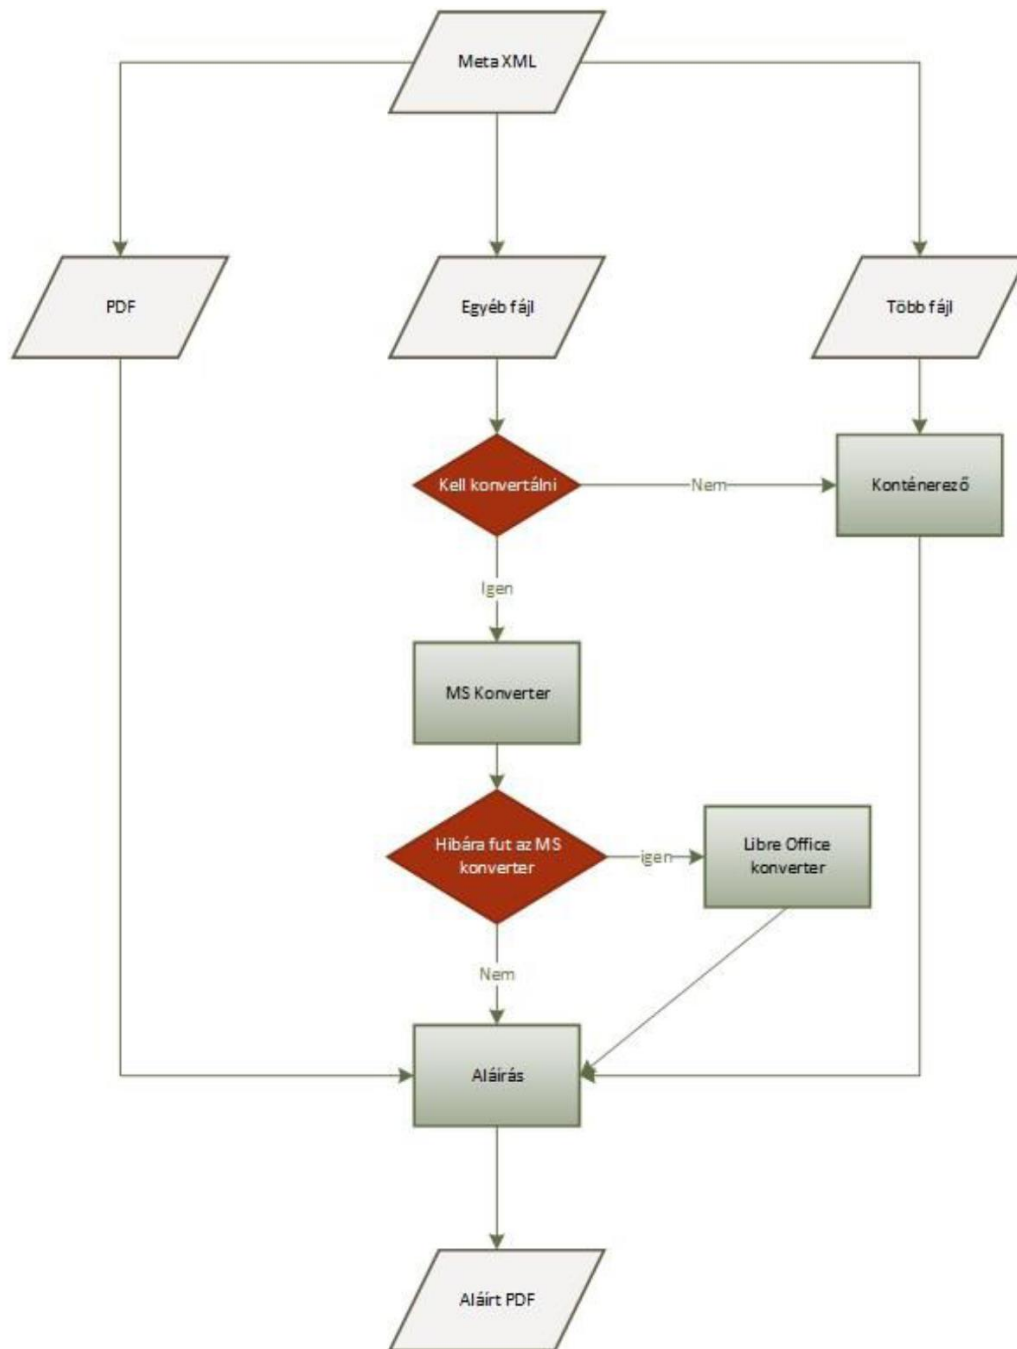 Meta XML
PDF
Egyéb fájl
Több fájl
Kell konvertálni
Nem
Konténerező
Igen
MS Konverter
Hibára fut az MS
konverter
igen
Libre Office
konverter
Nem
Aláírás
Aláírt PDF